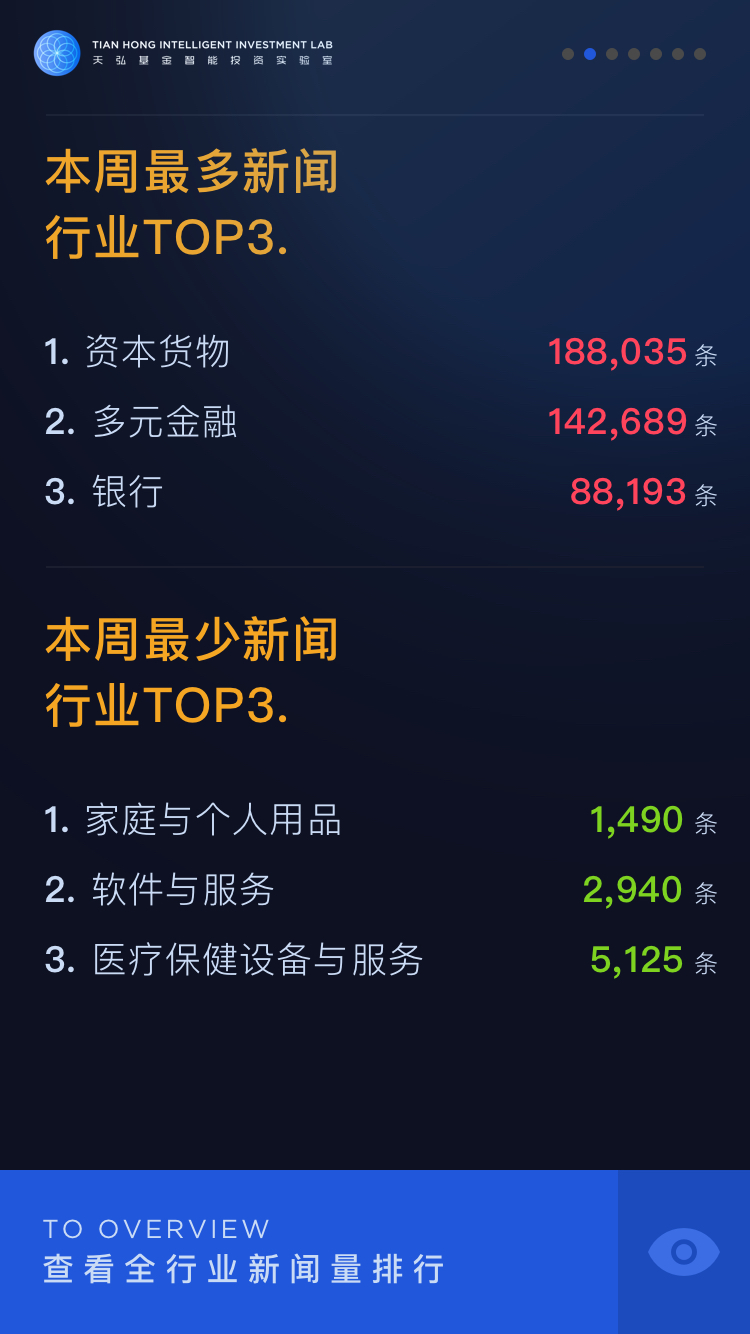 TIAN HONG INTELLIGENT INVESTMENT LAB
天弘基金智能投资实验室
本周最多新闻
行业TOP3.
1. 资本货物 188,035 条
2. 多元金融 142,689 条
3. 银行 88,193 条
本周最少新闻
行业TOP3.
1. 家庭与个人用品 1,490 条
2. 软件与服务 2,940 条
3. 医疗保健设备与服务 5,125 条
TO OVERVIEW
查看全行业新闻量排行